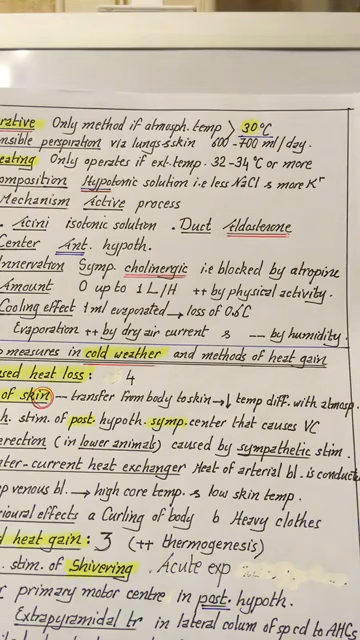 rative Only method if atmosph. temp > 30°C
nsible perspiration via lungs & skin 600 -700 ml/day.
eating Only operates if ext. temp. 32-34°C or more
omposition Hypotonic solution i.e less NaCl & more K+
Mechanism Active process
. Acini isotonic solution . Duct Aldosterone
Center Ant. hypoth.
Innervation Symp. cholinergic i.e blocked by atropine
Amount 0 up to 1 L/H ++ by physical activity.
Cooling effect 1 ml evaporated → loss of 0.6°C
Evaporation ++ by dry air current & -- by humidity.
measures in cold weather and methods of heat gain
ased heat loss: 4
of skin -- transfer from body to skin → ↓ temp diff. with atmosp.
h. stim. of post. hypoth. symp. center that causes VC
erection (in lower animals) caused by sympathetic stim.
ter-current heat exchanger Heat of arterial bl. is conducte
p venous bl. → high core temp. & low skin temp.
ioural effects a Curling of body b Heavy clothes
d heat gain: 3 (++ thermogenesis)
. stim. of Shivering . Acute exp
primary motor centre in post. hypoth.
Extrapyramidal tr in lateral colum of sp cd to AHCs